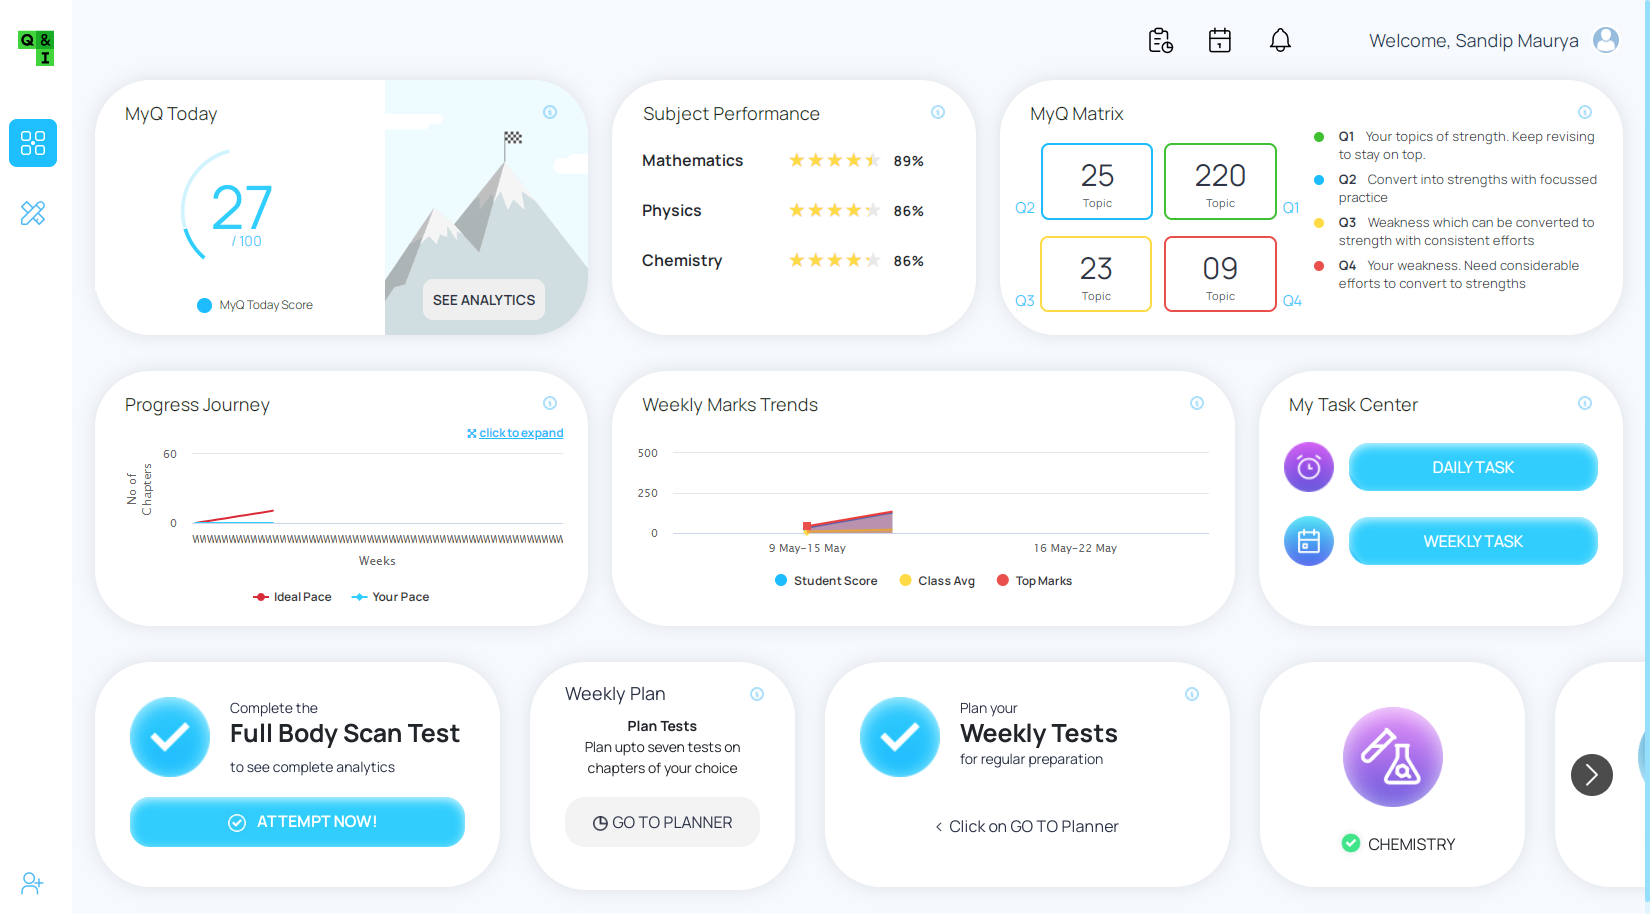 Q &
I
Welcome, Sandip Maurya
MyQ Today
27
/ 100
MyQ Today Score
SEE ANALYTICS
Subject Performance
Mathematics 89%
Physics 86%
Chemistry 86%
MyQ Matrix
Q2
25
Topic
220
Topic
Q1
Q3
23
Topic
09
Topic
Q4
Q1 Your topics of strength. Keep revising
to stay on top.
Q2 Convert into strengths with focussed
practice
Q3 Weakness which can be converted to
strength with consistent efforts
Q4 Your weakness. Need considerable
efforts to convert to strengths
Progress Journey
click to expand
No of
Chapters
60
0
Weeks
Ideal Pace Your Pace
Weekly Marks Trends
500
250
0
9 May-15 May 16 May-22 May
Student Score Class Avg Top Marks
My Task Center
DAILY TASK
WEEKLY TASK
Complete the
Full Body Scan Test
to see complete analytics
ATTEMPT NOW!
Weekly Plan
Plan Tests
Plan upto seven tests on
chapters of your choice
GO TO PLANNER
Plan your
Weekly Tests
for regular preparation
< Click on GO TO Planner
CHEMISTRY